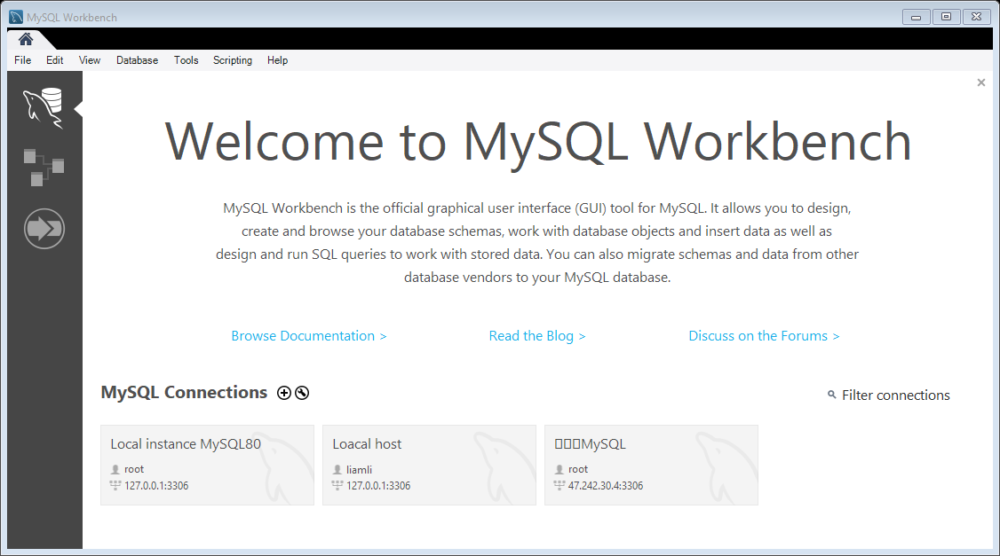 MySQL Workbench
File Edit View Database Tools Scripting Help
Welcome to MySQL Workbench
MySQL Workbench is the official graphical user interface (GUI) tool for MySQL. It allows you to design,
create and browse your database schemas, work with database objects and insert data as well as
design and run SQL queries to work with stored data. You can also migrate schemas and data from other
database vendors to your MySQL database.
Browse Documentation > Read the Blog > Discuss on the Forums >
MySQL Connections
Filter connections
Local instance MySQL80
root
127.0.0.1:3306
Loacal host
liamli
127.0.0.1:3306
▯▯▯MySQL
root
47.242.30.4:3306